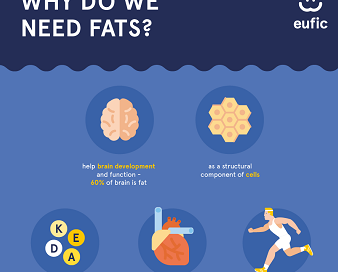 WHY DO WE
NEED FATS?
eufic
help brain development
and function –
60% of brain is fat
as a structural
component of cells
K
E
D
A